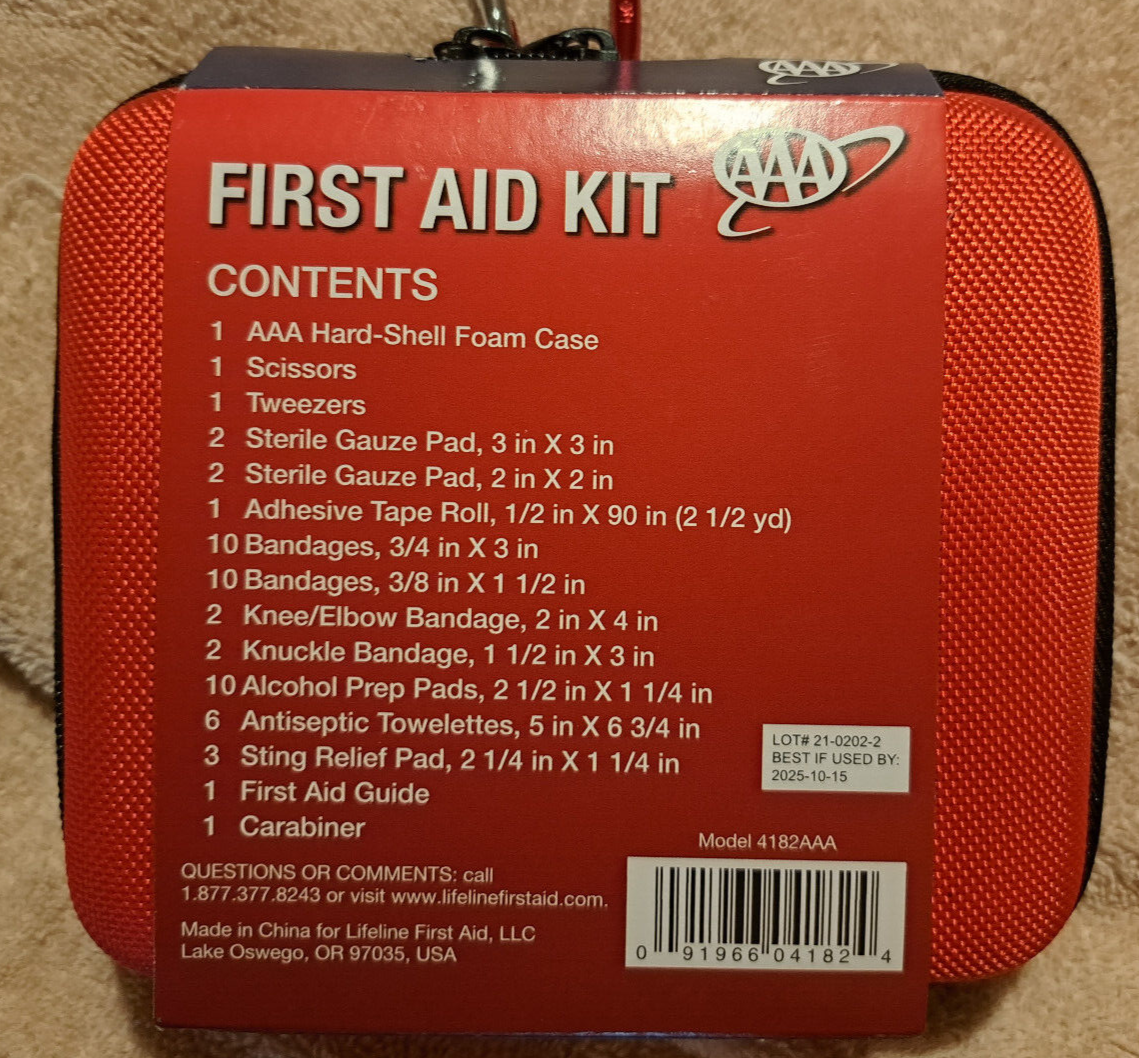 AAA
FIRST AID KIT
AAA
CONTENTS
1 AAA Hard-Shell Foam Case
1 Scissors
1 Tweezers
2 Sterile Gauze Pad, 3 in X 3 in
2 Sterile Gauze Pad, 2 in X 2 in
1 Adhesive Tape Roll, 1/2 in X 90 in (2 1/2 yd)
10 Bandages, 3/4 in X 3 in
10 Bandages, 3/8 in X 1 1/2 in
2 Knee/Elbow Bandage, 2 in X 4 in
2 Knuckle Bandage, 1 1/2 in X 3 in
10 Alcohol Prep Pads, 2 1/2 in X 1 1/4 in
6 Antiseptic Towelettes, 5 in X 6 3/4 in
3 Sting Relief Pad, 2 1/4 in X 1 1/4 in
1 First Aid Guide
1 Carabiner
LOT# 21-0202-2
BEST IF USED BY:
2025-10-15
QUESTIONS OR COMMENTS: call
1.877.377.8243 or visit www.lifelinefirstaid.com.
Made in China for Lifeline First Aid, LLC
Lake Oswego, OR 97035, USA
Model 4182AAA
0 91966 04182 4